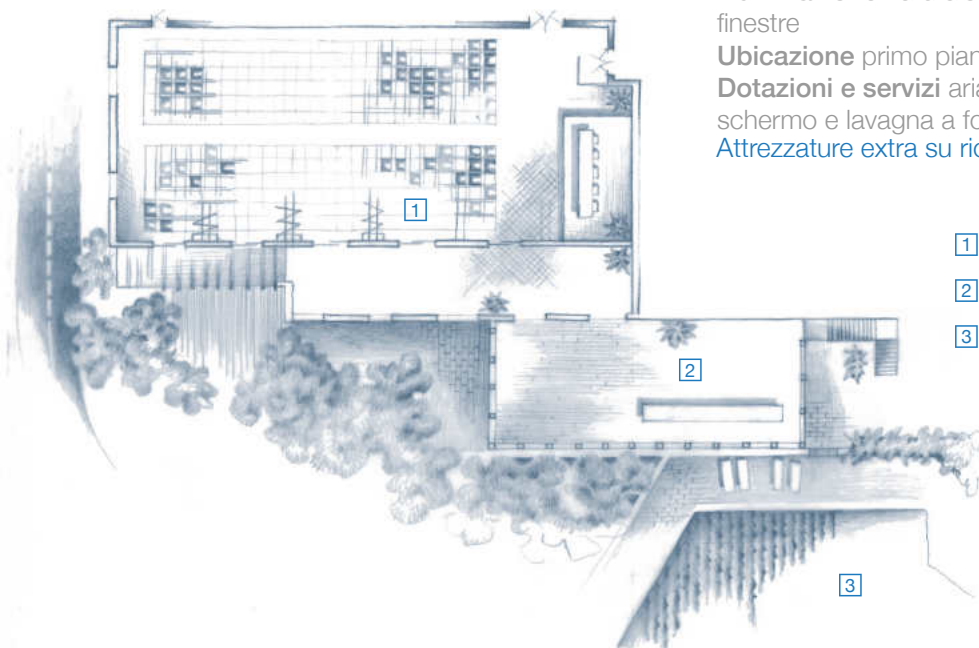 finestre
Ubicazione primo pian
Dotazioni e servizi aria
schermo e lavagna a fo
Attrezzature extra su ric
1
1
2
3
2
3